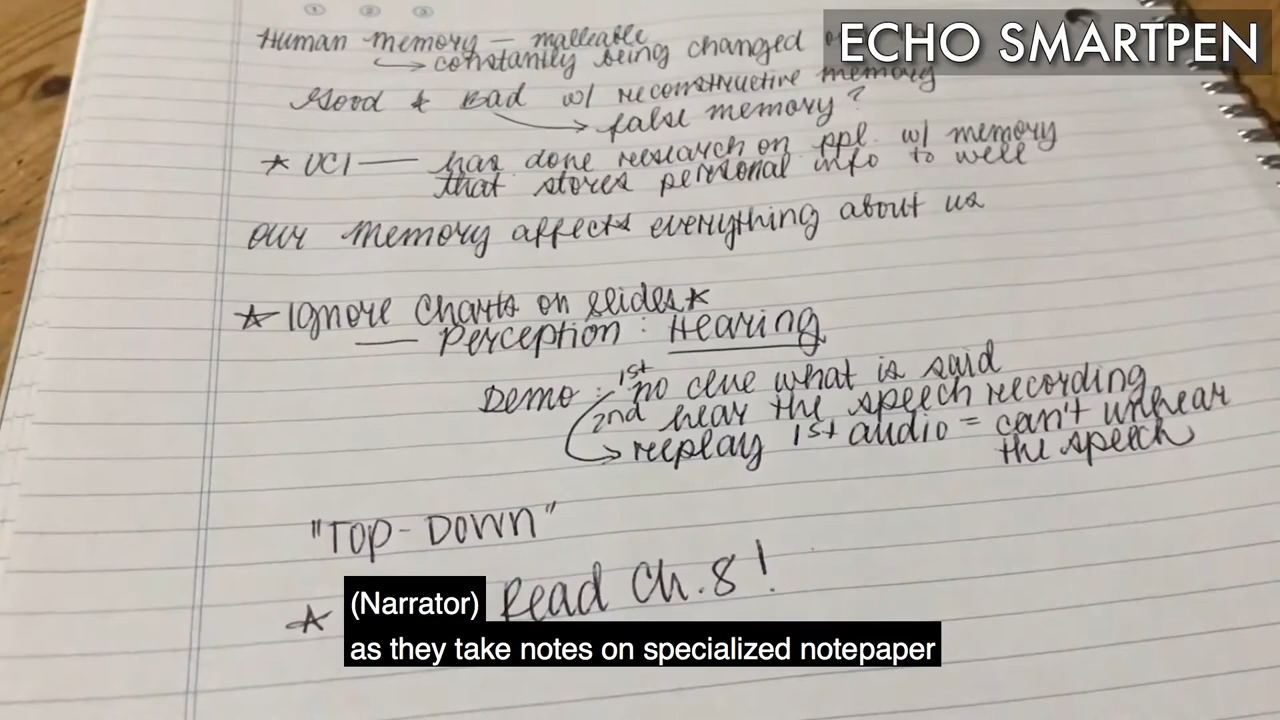 ① ② ③
ECHO SMARTPEN
Human memory — malleable
→ constantly being changed
Good & Bad w/ reconstructive memory
→ false memory?
★ UCI — has done research on ppl. w/ memory
that stores personal info to well
our memory affects everything about us
★ Ignore charts on slides ★
— Perception : Hearing
Demo : 1st no clue what is said
2nd hear the speech recording
→ replay 1st audio = can't unhear
the speech
"TOP-DOWN"
★ Read Ch. 8!
(Narrator)
as they take notes on specialized notepaper